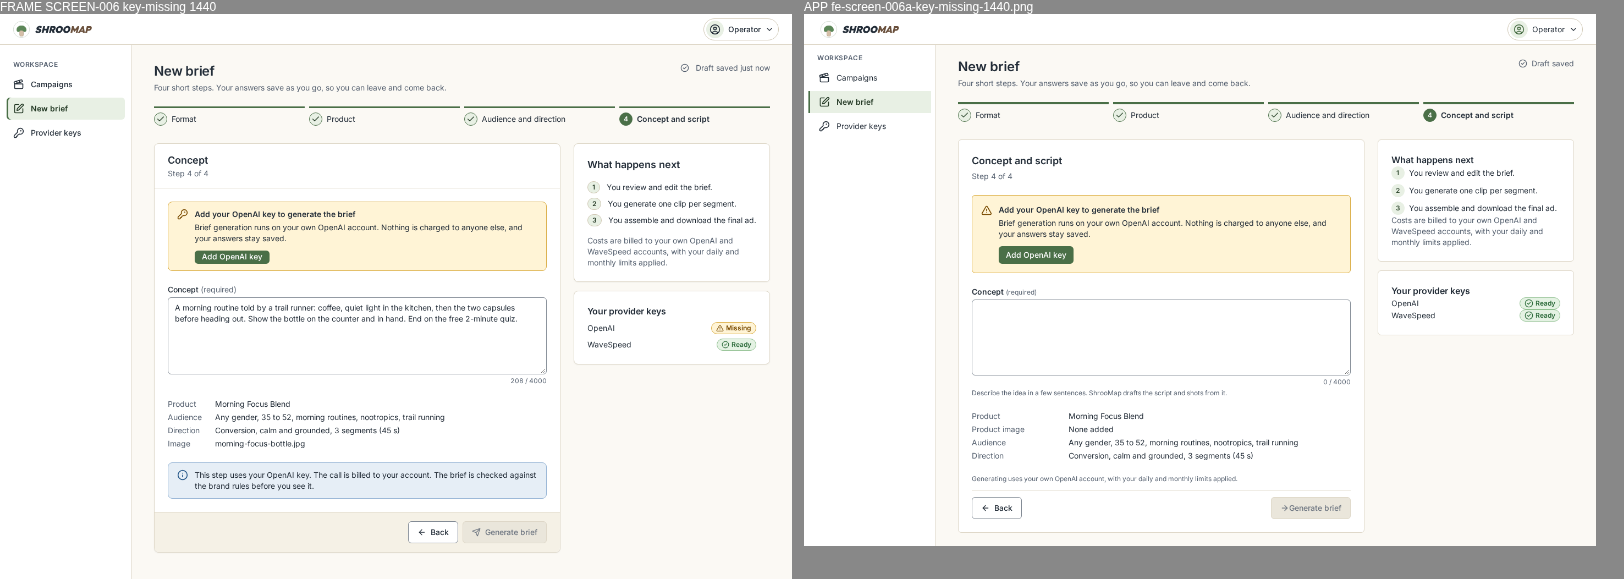 FRAME SCREEN-006 key-missing 1440
SHROOMAP
Operator
WORKSPACE
Campaigns
New brief
Provider keys
New brief
Four short steps. Your answers save as you go, so you can leave and come back.
Draft saved just now
Format
Product
Audience and direction
4 Concept and script
Concept
Step 4 of 4
Add your OpenAI key to generate the brief
Brief generation runs on your own OpenAI account. Nothing is charged to anyone else, and
your answers stay saved.
Add OpenAI key
Concept (required)
A morning routine told by a trail runner: coffee, quiet light in the kitchen, then the two capsules
before heading out. Show the bottle on the counter and in hand. End on the free 2-minute quiz.
208 / 4000
Product Morning Focus Blend
Audience Any gender, 35 to 52, morning routines, nootropics, trail running
Direction Conversion, calm and grounded, 3 segments (45 s)
Image morning-focus-bottle.jpg
This step uses your OpenAI key. The call is billed to your account. The brief is checked against
the brand rules before you see it.
Back
Generate brief
What happens next
1 You review and edit the brief.
2 You generate one clip per segment.
3 You assemble and download the final ad.
Costs are billed to your own OpenAI and
WaveSpeed accounts, with your daily and
monthly limits applied.
Your provider keys
OpenAI Missing
WaveSpeed Ready
APP fe-screen-006a-key-missing-1440.png
SHROOMAP
Operator
WORKSPACE
Campaigns
New brief
Provider keys
New brief
Four short steps. Your answers save as you go, so you can leave and come back.
Draft saved
Format
Product
Audience and direction
4 Concept and script
Concept and script
Step 4 of 4
Add your OpenAI key to generate the brief
Brief generation runs on your own OpenAI account. Nothing is charged to anyone else, and
your answers stay saved.
Add OpenAI key
Concept (required)
0 / 4000
Describe the idea in a few sentences. ShrooMap drafts the script and shots from it.
Product Morning Focus Blend
Product image None added
Audience Any gender, 35 to 52, morning routines, nootropics, trail running
Direction Conversion, calm and grounded, 3 segments (45 s)
Generating uses your own OpenAI account, with your daily and monthly limits applied.
Back
Generate brief
What happens next
1 You review and edit the brief.
2 You generate one clip per segment.
3 You assemble and download the final ad.
Costs are billed to your own OpenAI and
WaveSpeed accounts, with your daily and
monthly limits applied.
Your provider keys
OpenAI Ready
WaveSpeed Ready